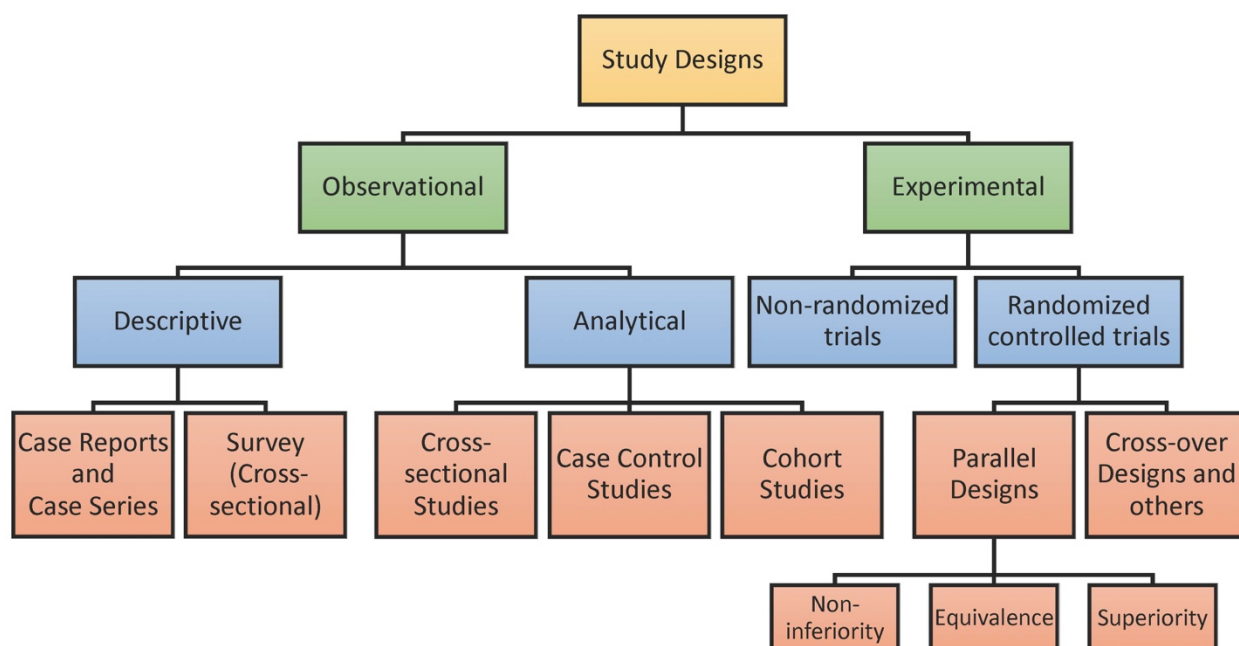 Study Designs
Observational
Experimental
Descriptive
Analytical
Non-randomized
trials
Randomized
controlled trials
Case Reports
and
Case Series
Survey
(Cross-
sectional)
Cross-
sectional
Studies
Case Control
Studies
Cohort
Studies
Parallel
Designs
Cross-over
Designs and
others
Non-
inferiority
Equivalence
Superiority